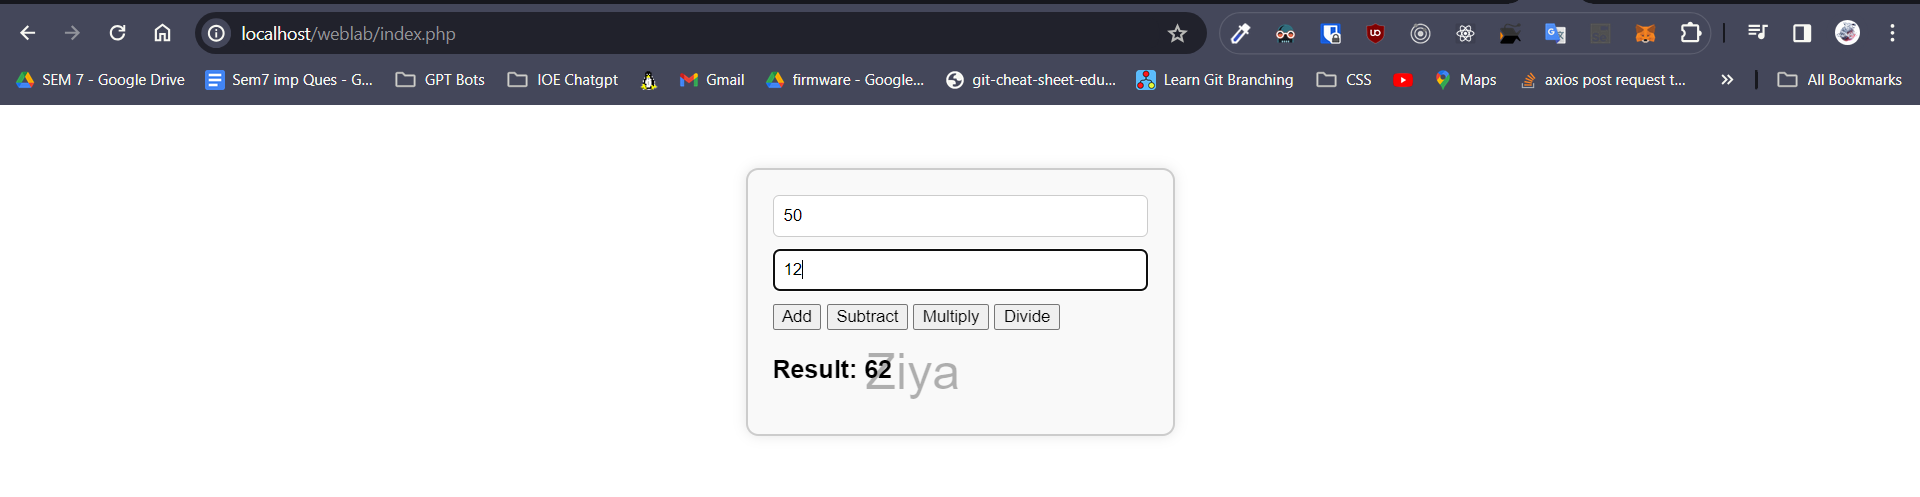 localhost/weblab/index.php
SEM 7 - Google Drive Sem7 imp Ques - G... GPT Bots IOE Chatgpt Gmail firmware - Google... git-cheat-sheet-edu... Learn Git Branching CSS Maps axios post request t... » All Bookmarks
50
12
Add Subtract Multiply Divide
Result: 62
Ziya